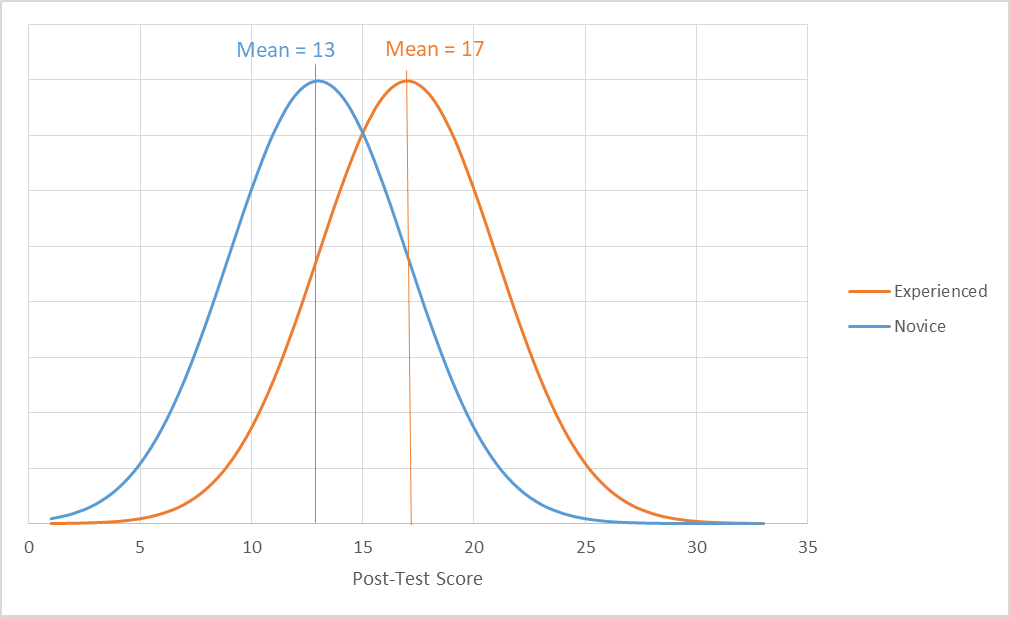 Mean = 13
Mean = 17
Experienced
Novice
0 5 10 15 20 25 30 35
Post-Test Score